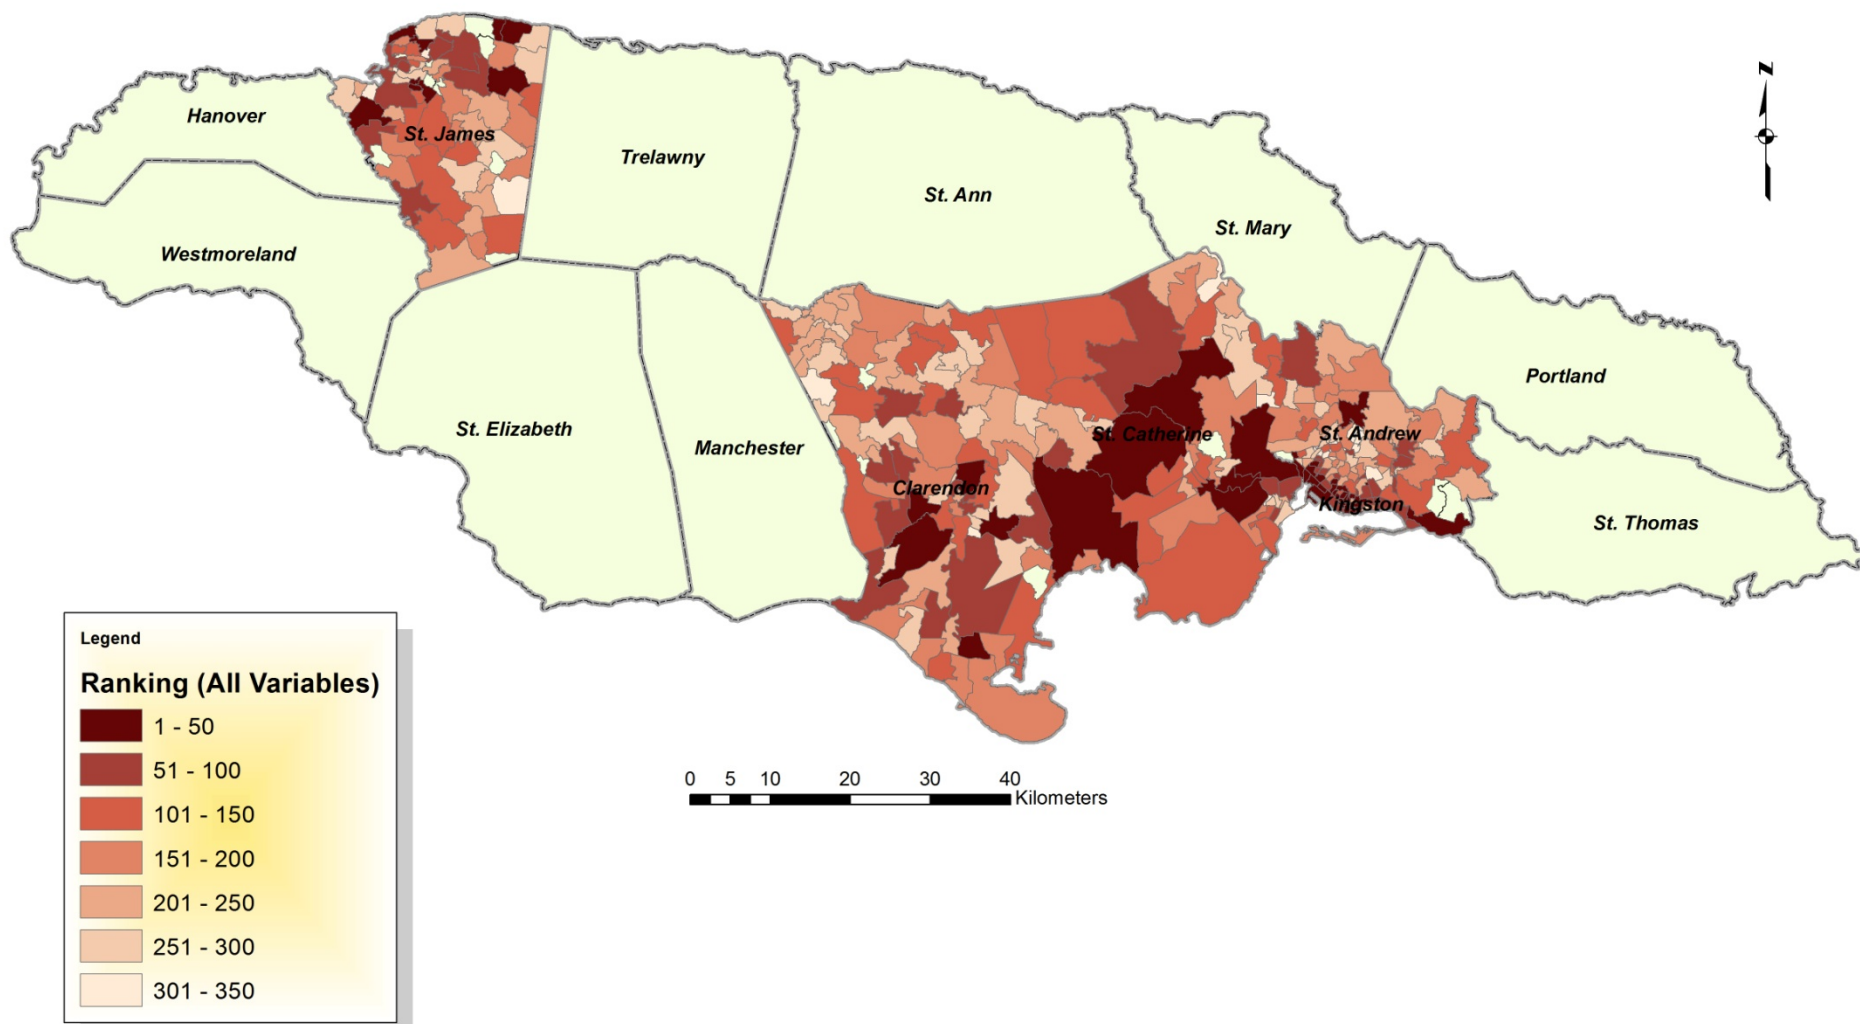 N
Hanover
St. James
Trelawny
St. Ann
St. Mary
Westmoreland
Portland
St. Elizabeth
Manchester
St. Catherine
St. Andrew
Clarendon
Kingston
St. Thomas
Legend
Ranking (All Variables)
1 - 50
51 - 100
101 - 150
151 - 200
201 - 250
251 - 300
301 - 350
0 5 10 20 30 40
Kilometers